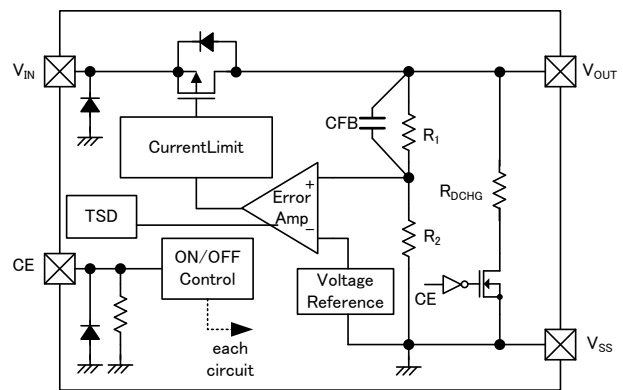 VIN
VOUT
CFB
R1
CurrentLimit
RDCHG
+
Error
Amp
-
TSD
R2
CE
ON/OFF
Control
Voltage
Reference
CE
each
circuit
VSS